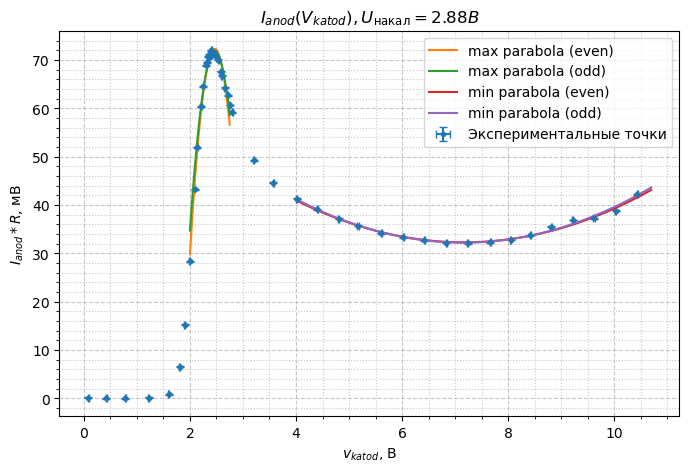 I_anod(V_katod), U_накал = 2.88В
max parabola (even)
max parabola (odd)
min parabola (even)
min parabola (odd)
Экспериментальные точки
I_anod * R, мВ
70
60
50
40
30
20
10
0
0 2 4 6 8 10
v_katod, В